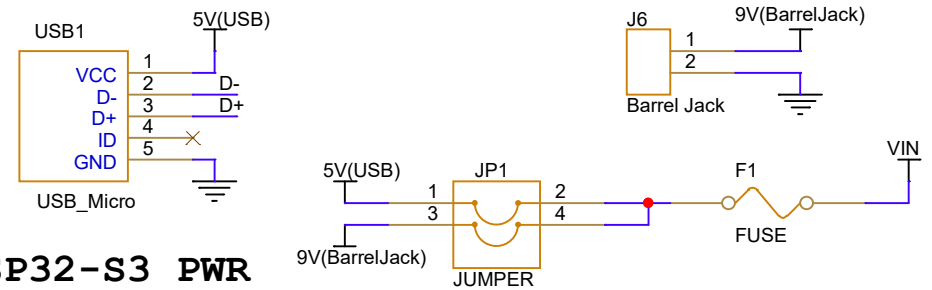 USB1
5V(USB)
VCC 1
D- 2 D-
D+ 3 D+
ID 4
GND 5
USB_Micro
J6
9V(BarrelJack)
1
2
Barrel Jack
5V(USB)
JP1
1 2
3 4
9V(BarrelJack)
JUMPER
F1
FUSE
VIN
P32-S3 PWR